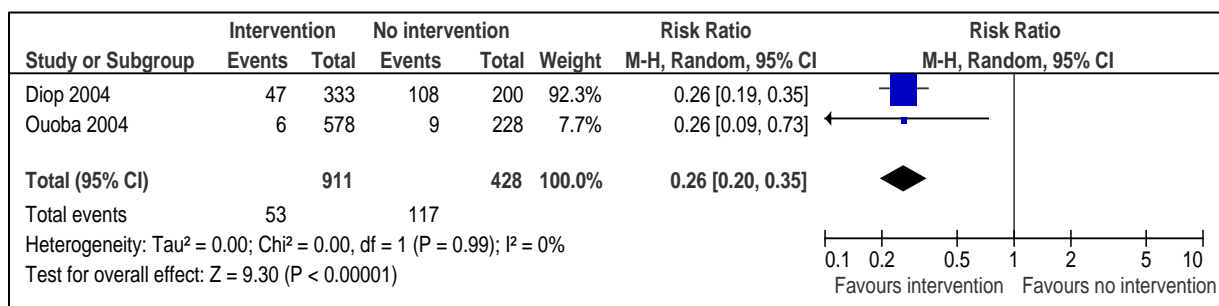 Intervention No intervention Risk Ratio Risk Ratio
Study or Subgroup Events Total Events Total Weight M-H, Random, 95% CI M-H, Random, 95% CI
Diop 2004 47 333 108 200 92.3% 0.26 [0.19, 0.35]
Ouoba 2004 6 578 9 228 7.7% 0.26 [0.09, 0.73]
Total (95% CI) 911 428 100.0% 0.26 [0.20, 0.35]
Total events 53 117
Heterogeneity: Tau² = 0.00; Chi² = 0.00, df = 1 (P = 0.99); I² = 0%
Test for overall effect: Z = 9.30 (P < 0.00001)
0.1 0.2 0.5 1 2 5 10
Favours intervention Favours no intervention